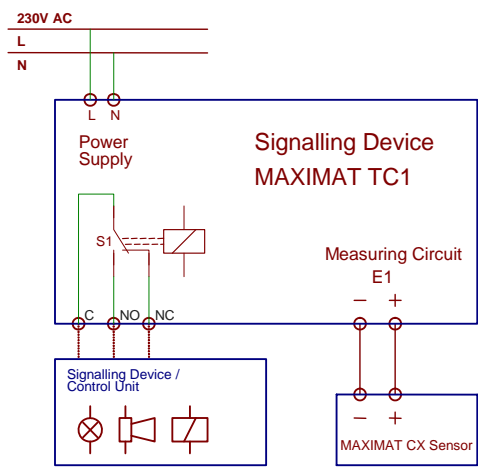 230V AC
L
N
L N
Power
Supply
Signalling Device
MAXIMAT TC1
S1
Measuring Circuit
E1
− +
C NO NC
Signalling Device /
Control Unit
− +
MAXIMAT CX Sensor